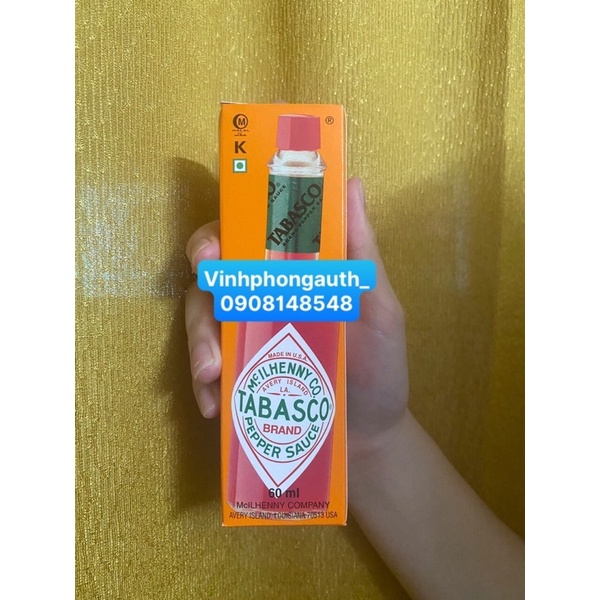 ®
K
TABASCO
Vinhphongauth_
0908148548
MADE IN U.S.A.
McILHENNY CO.
AVERY ISLAND
LA.
TABASCO®
BRAND
PEPPER SAUCE
60 ml
McILHENNY COMPANY
AVERY ISLAND, LOUISIANA 70513 USA